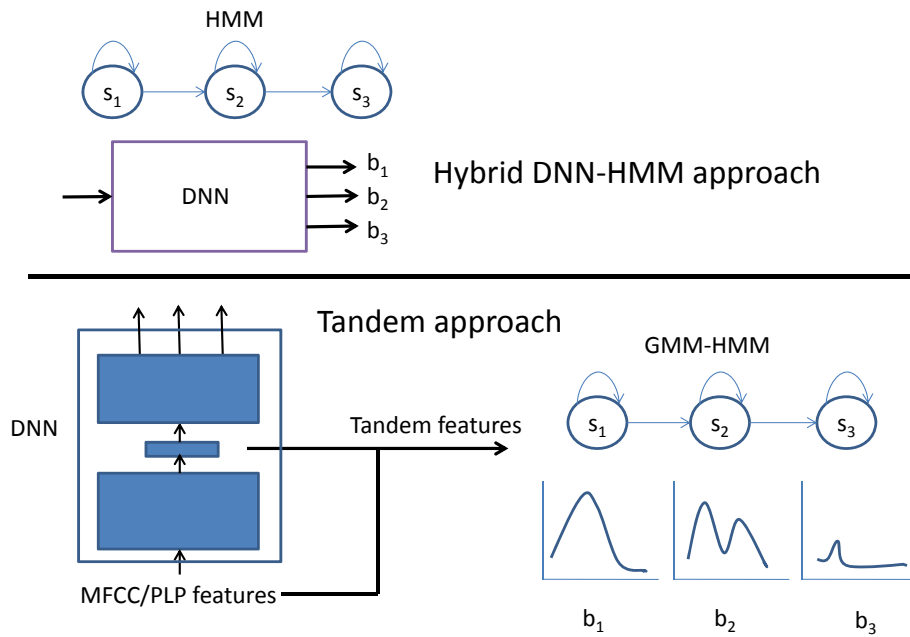 HMM
s₁ s₂ s₃
DNN
b₁
b₂
b₃
Hybrid DNN-HMM approach
Tandem approach
DNN
MFCC/PLP features
Tandem features
GMM-HMM
s₁ s₂ s₃
b₁ b₂ b₃